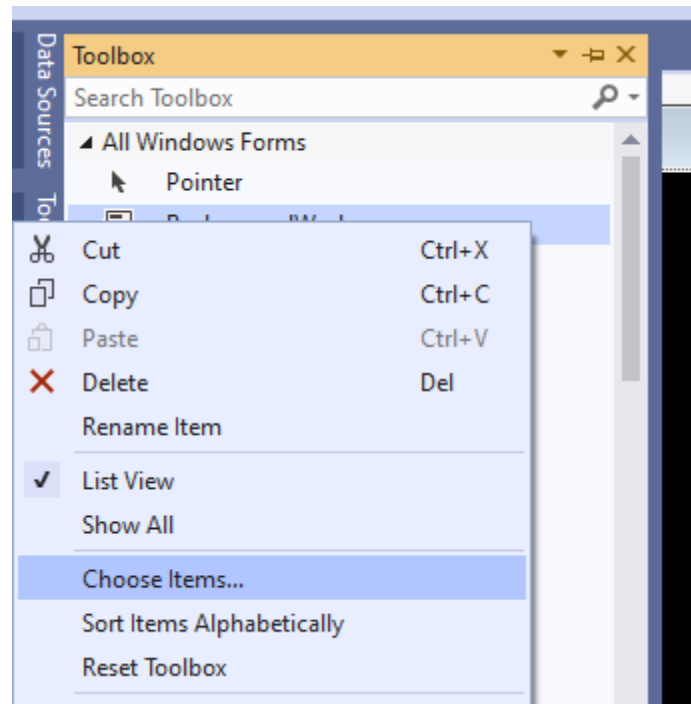 Data Sources
Toolbox
Search Toolbox
All Windows Forms
Pointer
Cut Ctrl+X
Copy Ctrl+C
Paste Ctrl+V
Delete Del
Rename Item
List View
Show All
Choose Items...
Sort Items Alphabetically
Reset Toolbox